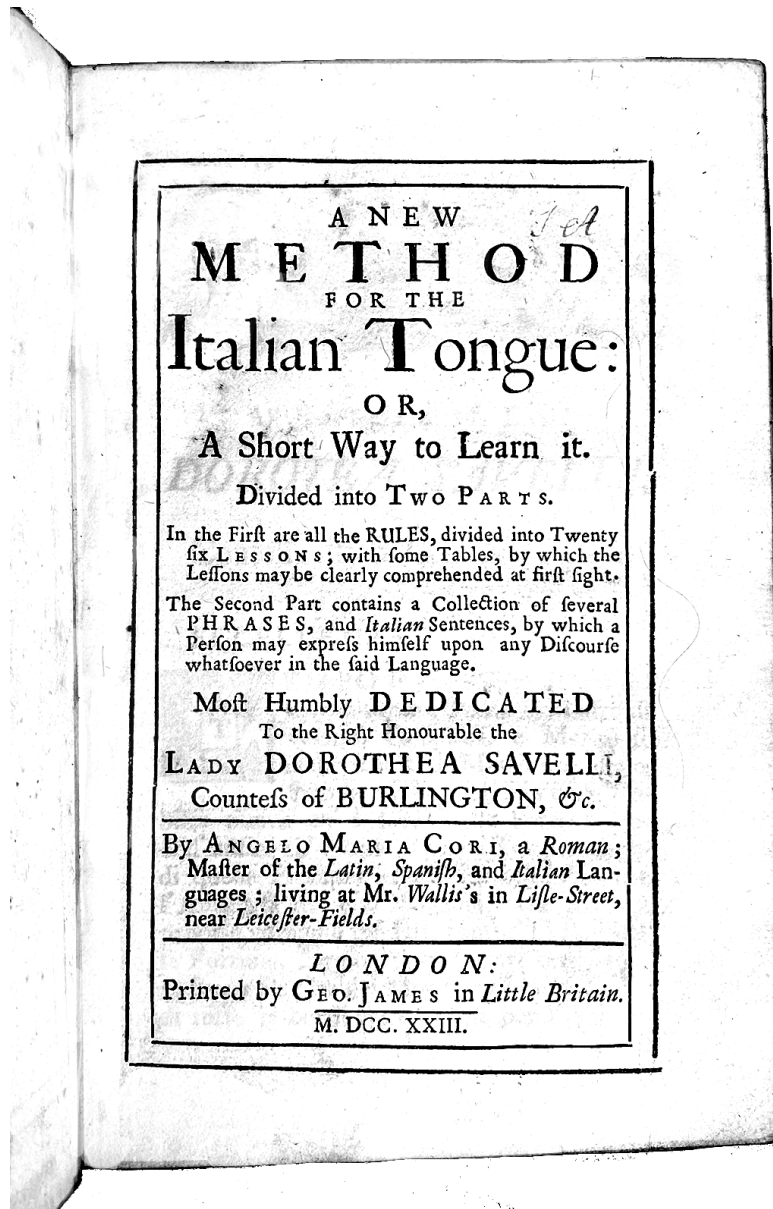 A NEW
METHOD
FOR THE
Italian Tongue:
OR,
A Short Way to Learn it.
Divided into Two Parts.
In the Firſt are all the RULES, divided into Twenty
ſix Lessons; with ſome Tables, by which the
Leſſons may be clearly comprehended at firſt ſight.
The Second Part contains a Collection of ſeveral
PHRASES, and Italian Sentences, by which a
Perſon may expreſs himſelf upon any Diſcourſe
whatſoever in the ſaid Language.
Moſt Humbly DEDICATED
To the Right Honourable the
Lady DOROTHEA SAVELLI,
Counteſs of BURLINGTON, &c.
By Angelo Maria Cori, a Roman;
Maſter of the Latin, Spaniſh, and Italian Lan-
guages; living at Mr. Wallis's in Liſle-Street,
near Leiceſter-Fields.
LONDON:
Printed by Geo. James in Little Britain.
M. DCC. XXIII.